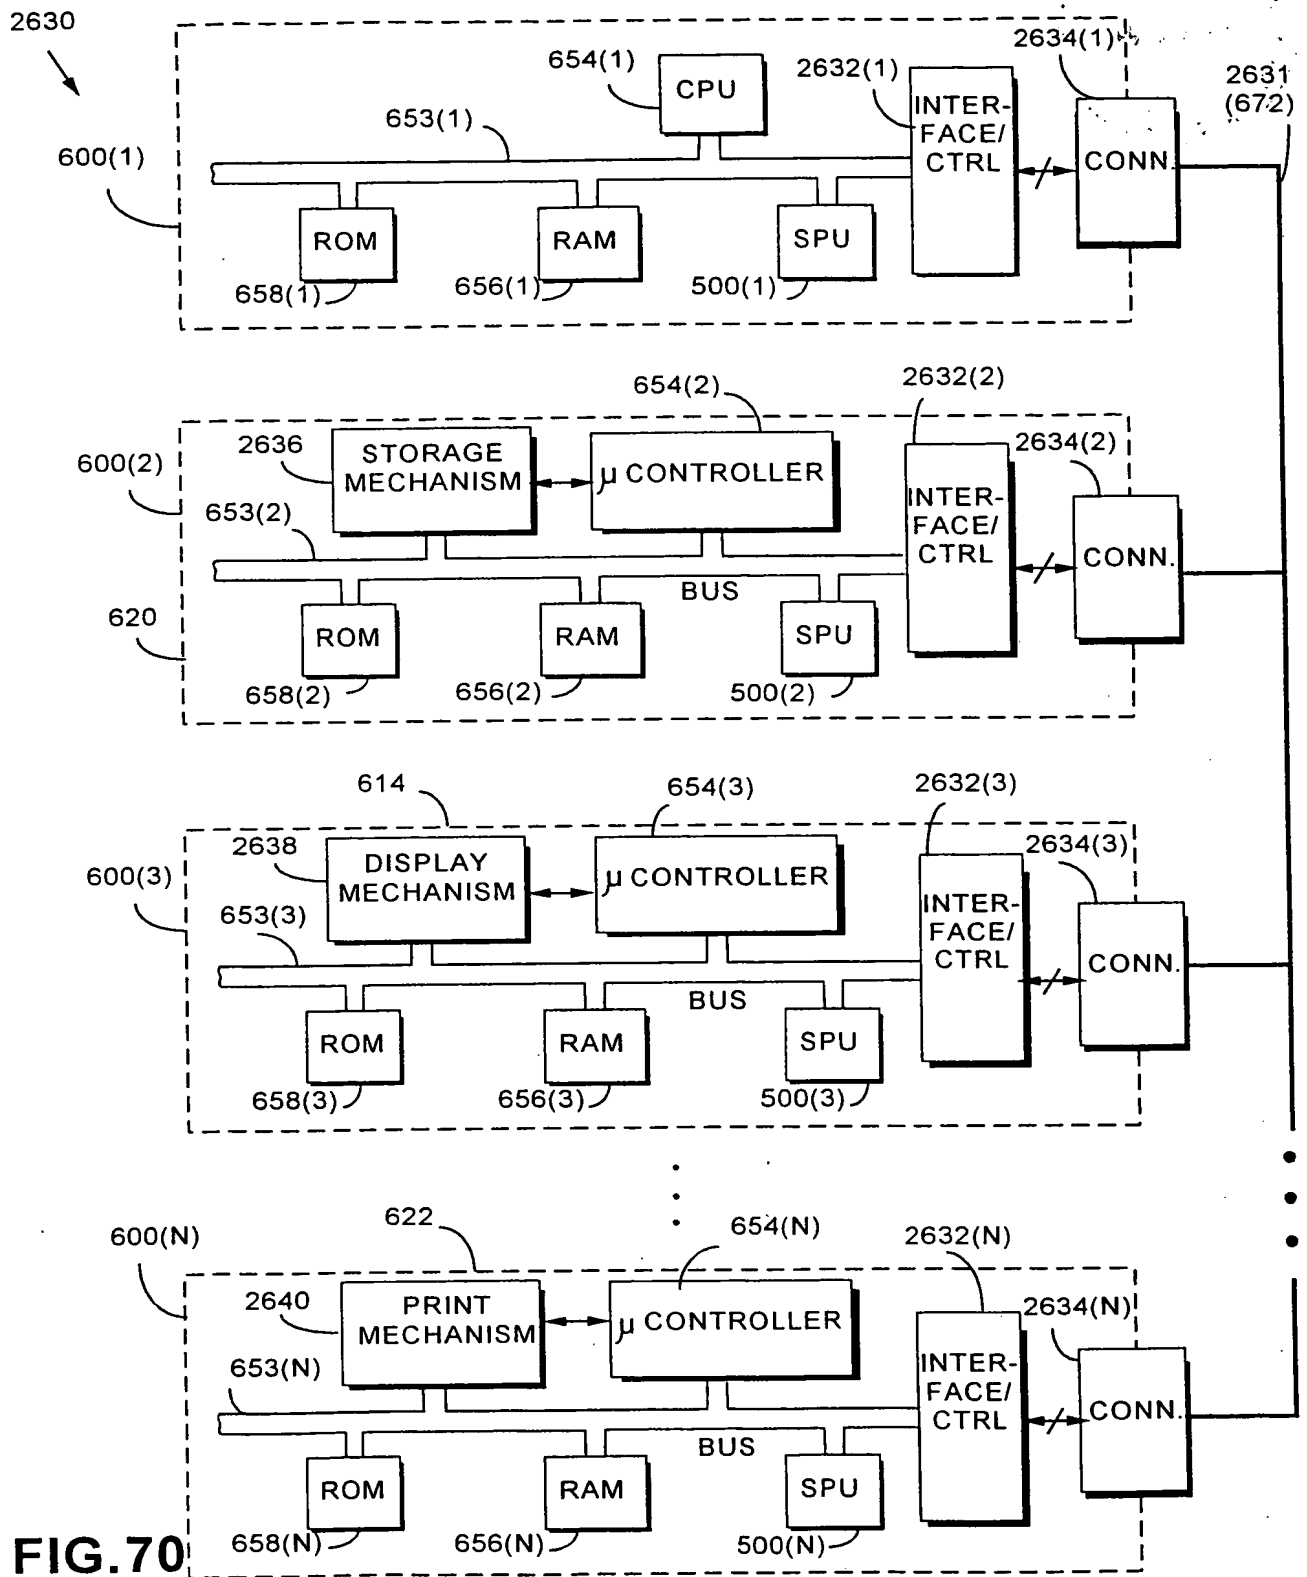 2630
654(1)
CPU
2632(1)
INTER-
FACE/
CTRL
2634(1)
CONN.
2631
(672)
653(1)
600(1)
ROM
658(1)
RAM
656(1)
SPU
500(1)
654(2)
2632(2)
2634(2)
600(2)
2636
STORAGE
MECHANISM
μ CONTROLLER
INTER-
FACE/
CTRL
CONN.
653(2)
BUS
620
ROM
658(2)
RAM
656(2)
SPU
500(2)
614
654(3)
2632(3)
2634(3)
600(3)
2638
DISPLAY
MECHANISM
μ CONTROLLER
INTER-
FACE/
CTRL
CONN.
653(3)
BUS
ROM
658(3)
RAM
656(3)
SPU
500(3)
622
654(N)
2632(N)
2634(N)
600(N)
2640
PRINT
MECHANISM
μ CONTROLLER
INTER-
FACE/
CTRL
CONN.
653(N)
BUS
ROM
658(N)
RAM
656(N)
SPU
500(N)
FIG.70